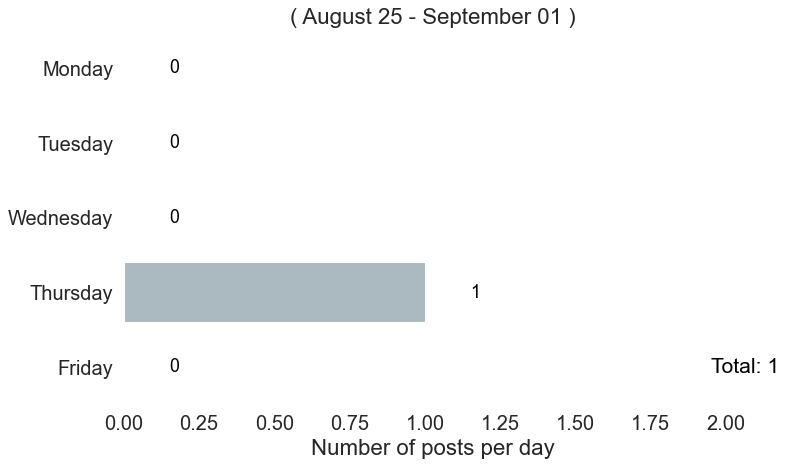 ( August 25 - September 01 )
Monday 0
Tuesday 0
Wednesday 0
Thursday 1
Friday 0 Total: 1
0.00 0.25 0.50 0.75 1.00 1.25 1.50 1.75 2.00
Number of posts per day